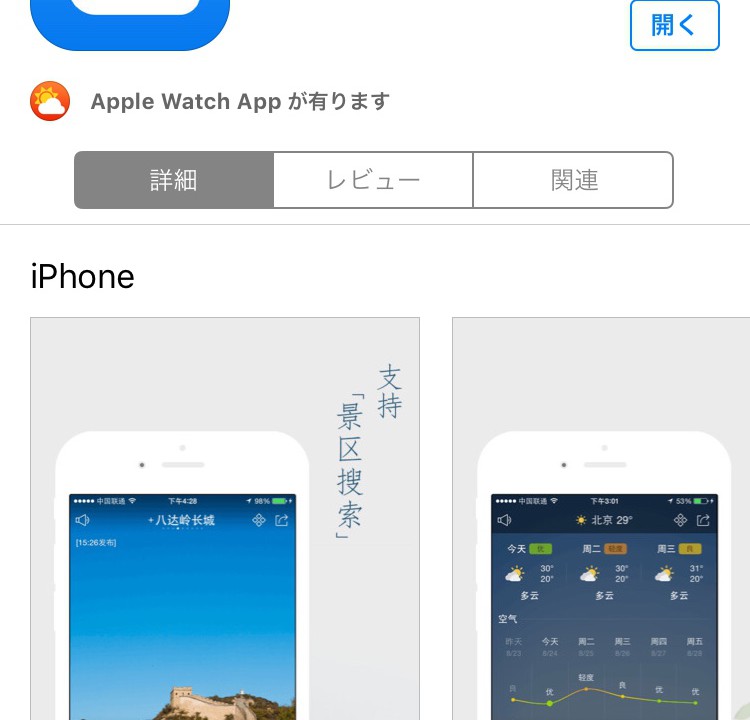 開く
Apple Watch App が有ります
詳細
レビュー
関連
iPhone
支持
「景区搜索」
中国联通
下午4:28
98%
+八达岭长城
[15:26发布]
中国联通
下午3:01
53%
北京 29°
今天 优
周二 轻度
周三 良
30°
20°
30°
20°
31°
20°
多云
多云
多云
空气
昨天
今天
周二
周三
周四
周五
8/23
8/24
8/25
8/26
8/27
8/28
良
优
轻度
良
优
优